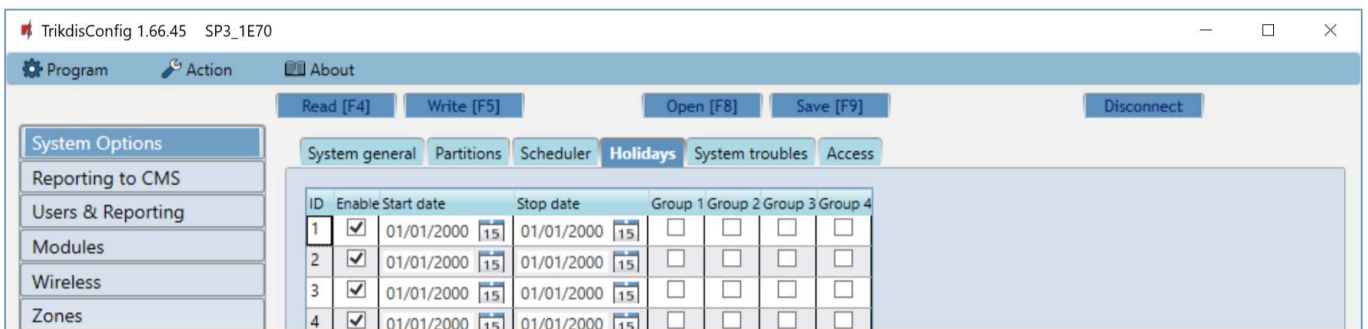 TrikdisConfig 1.66.45 SP3_1E70
Program Action About
Read [F4] Write [F5] Open [F8] Save [F9] Disconnect
System Options
Reporting to CMS
Users & Reporting
Modules
Wireless
Zones
System general Partitions Scheduler Holidays System troubles Access
ID Enable Start date Stop date Group 1 Group 2 Group 3 Group 4
1 01/01/2000 15 01/01/2000 15
2 01/01/2000 15 01/01/2000 15
3 01/01/2000 15 01/01/2000 15
4 01/01/2000 15 01/01/2000 15